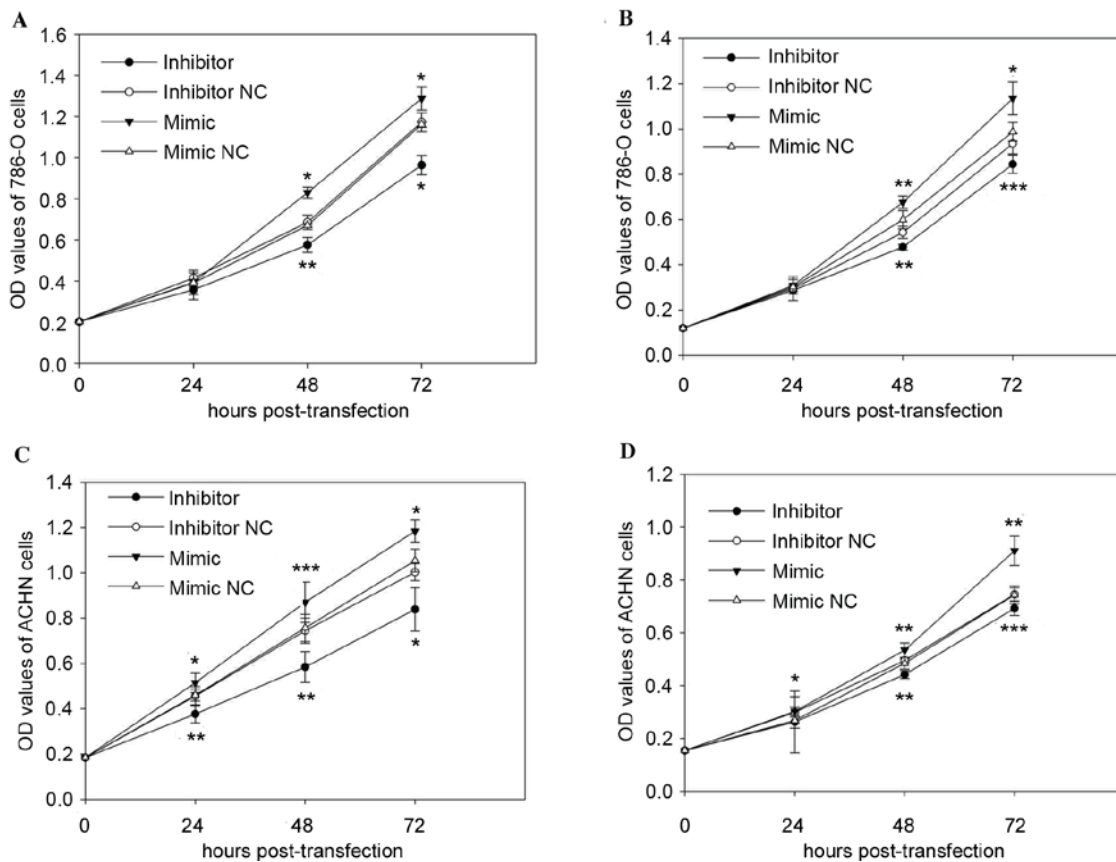 A
OD values of 786-O cells
1.6
1.4
1.2
1.0
0.8
0.6
0.4
0.2
0.0
Inhibitor
Inhibitor NC
Mimic
Mimic NC
*
*
*
**
0
24
48
72
hours post-transfection
B
OD values of 786-O cells
1.4
1.2
1.0
0.8
0.6
0.4
0.2
0.0
Inhibitor
Inhibitor NC
Mimic
Mimic NC
*
**
***
**
0
24
48
72
hours post-transfection
C
OD values of ACHN cells
1.4
1.2
1.0
0.8
0.6
0.4
0.2
0.0
Inhibitor
Inhibitor NC
Mimic
Mimic NC
*
***
*
*
**
**
0
24
48
72
hours post-transfection
D
OD values of ACHN cells
1.2
1.0
0.8
0.6
0.4
0.2
0.0
Inhibitor
Inhibitor NC
Mimic
Mimic NC
**
**
***
*
**
0
24
48
72
hours post-transfection